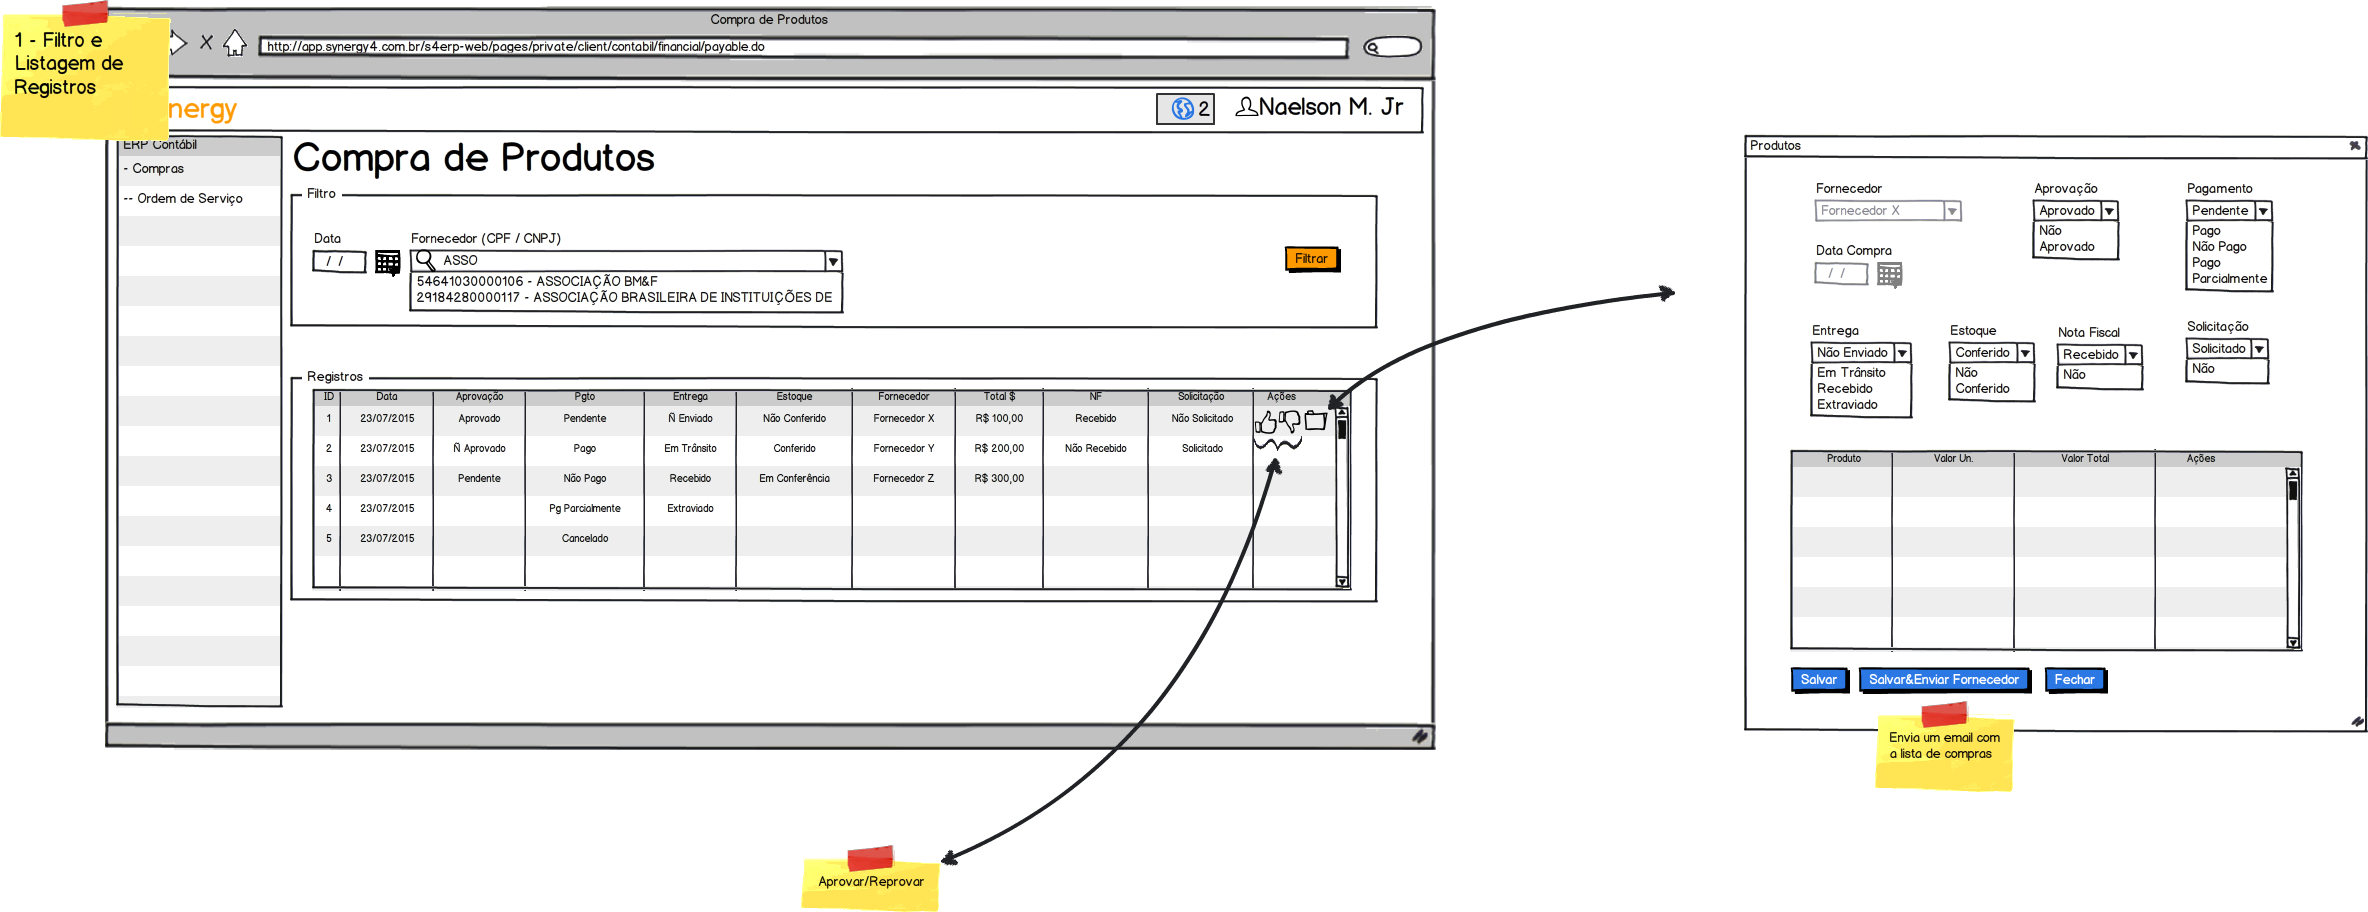 1 - Filtro e
Listagem de
Registros
Compra de Produtos
http://app.synergy4.com.br/s4erp-web/pages/private/client/contabil/financial/payable.do
nergy
2
Naelson M. Jr
ERP Contábil
- Compras
-- Ordem de Serviço
Compra de Produtos
Filtro
Data
Fornecedor (CPF / CNPJ)
/ /
ASSO
54641030000106 - ASSOCIAÇÃO BM&F
29184280000117 - ASSOCIAÇÃO BRASILEIRA DE INSTITUIÇÕES DE
Filtrar
Registros
ID Data Aprovação Pgto Entrega Estoque Fornecedor Total $ NF Solicitação Ações
1 23/07/2015 Aprovado Pendente Ñ Enviado Não Conferido Fornecedor X R$ 100,00 Recebido Não Solicitado
2 23/07/2015 Ñ Aprovado Pago Em Trânsito Conferido Fornecedor Y R$ 200,00 Não Recebido Solicitado
3 23/07/2015 Pendente Não Pago Recebido Em Conferência Fornecedor Z R$ 300,00
4 23/07/2015 Pg Parcialmente Extraviado
5 23/07/2015 Cancelado
Aprovar/Reprovar
Produtos
Fornecedor
Fornecedor X
Data Compra
/ /
Aprovação
Aprovado
Não
Aprovado
Pagamento
Pendente
Pago
Não Pago
Pago
Parcialmente
Entrega
Não Enviado
Em Trânsito
Recebido
Extraviado
Estoque
Conferido
Não
Conferido
Nota Fiscal
Recebido
Não
Solicitação
Solicitado
Não
Produto Valor Un. Valor Total Ações
Salvar
Salvar&Enviar Fornecedor
Fechar
Envia um email com
a lista de compras